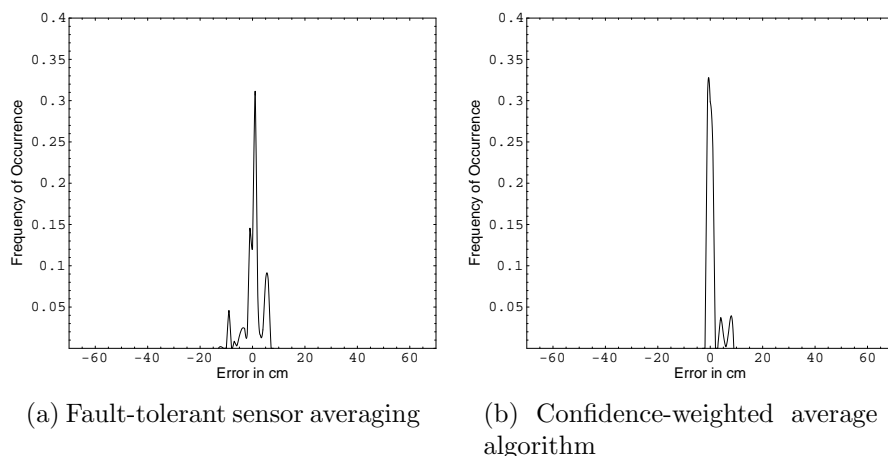 0.4
0.35
0.3
0.25
0.2
0.15
0.1
0.05
Frequency of Occurrence
-60 -40 -20 0 20 40 60
Error in cm
(a) Fault-tolerant sensor averaging
0.4
0.35
0.3
0.25
0.2
0.15
0.1
0.05
Frequency of Occurrence
-60 -40 -20 0 20 40 60
Error in cm
(b) Confidence-weighted average
algorithm